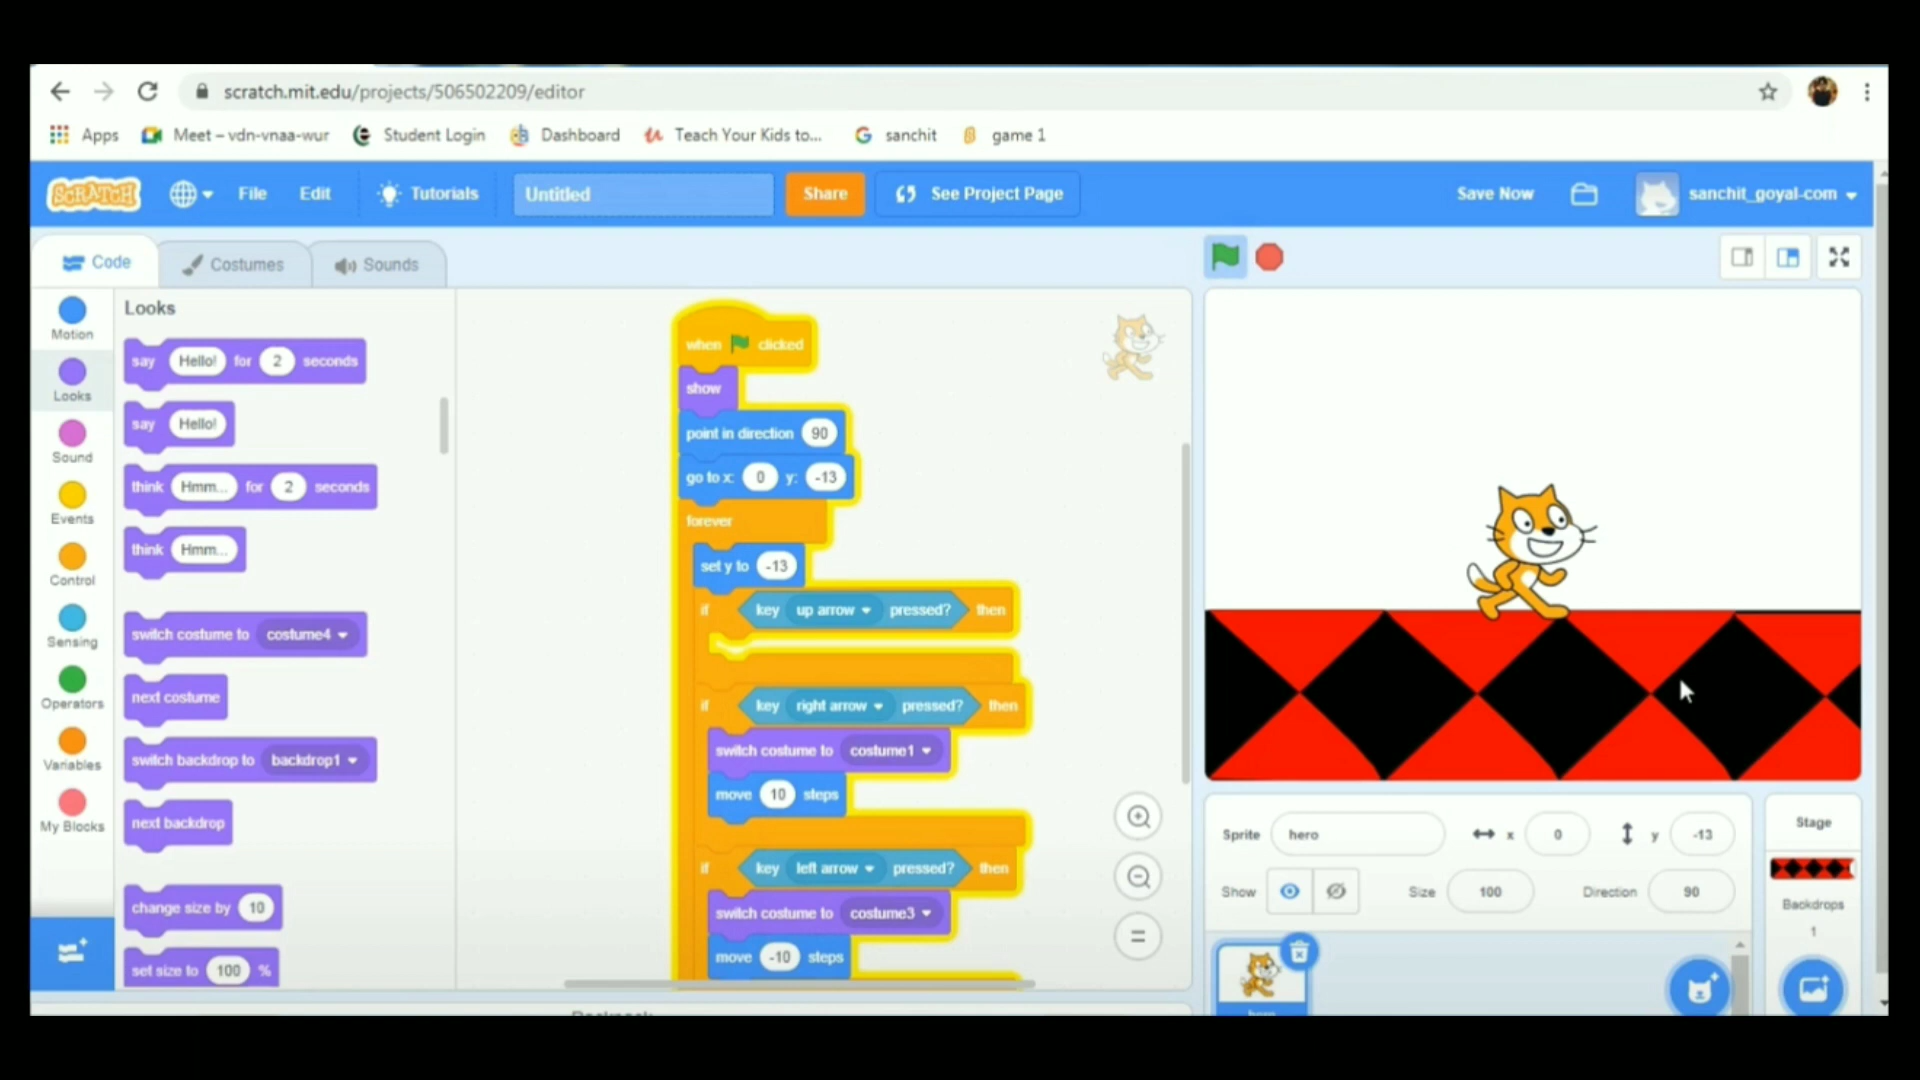 scratch.mit.edu/projects/506502209/editor
Apps Meet – vdn-vnaa-wur Student Login Dashboard Teach Your Kids to... sanchit game 1
SCRATCH File Edit Tutorials Untitled Share See Project Page Save Now sanchit_goyal-com
Code Costumes Sounds
Motion
Looks
Sound
Events
Control
Sensing
Operators
Variables
My Blocks
Looks
say Hello! for 2 seconds
say Hello!
think Hmm... for 2 seconds
think Hmm...
switch costume to costume4
next costume
switch backdrop to backdrop1
next backdrop
change size by 10
set size to 100 %
when clicked
show
point in direction 90
go to x: 0 y: -13
forever
set y to -13
if key up arrow pressed? then
if key right arrow pressed? then
switch costume to costume1
move 10 steps
if key left arrow pressed? then
switch costume to costume3
move -10 steps
Sprite hero x 0 y -13
Show Size 100 Direction 90
Stage
Backdrops
1